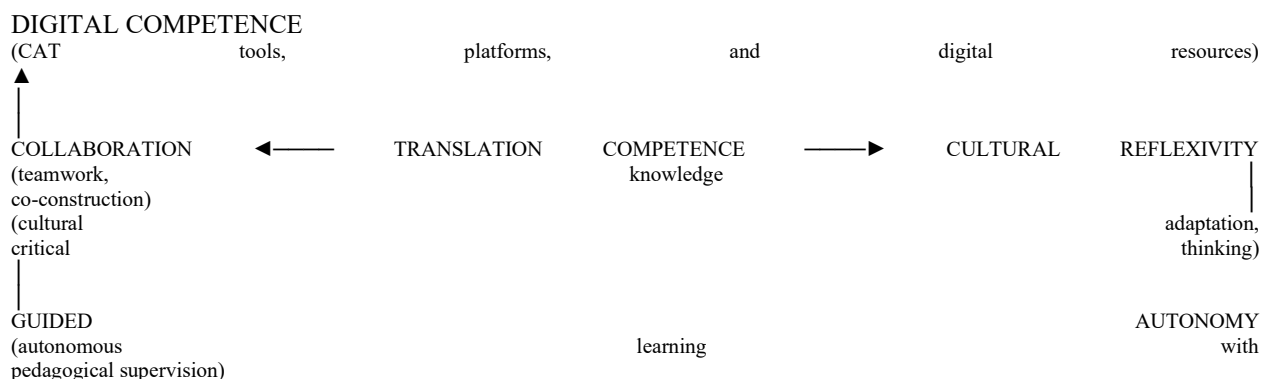 DIGITAL COMPETENCE
(CAT tools, platforms, and digital resources)
▲
│
COLLABORATION ◄─── TRANSLATION COMPETENCE ───► CULTURAL REFLEXIVITY
(teamwork, knowledge │
co-construction)
(cultural adaptation,
critical thinking)
│
GUIDED AUTONOMY
(autonomous learning with
pedagogical supervision)